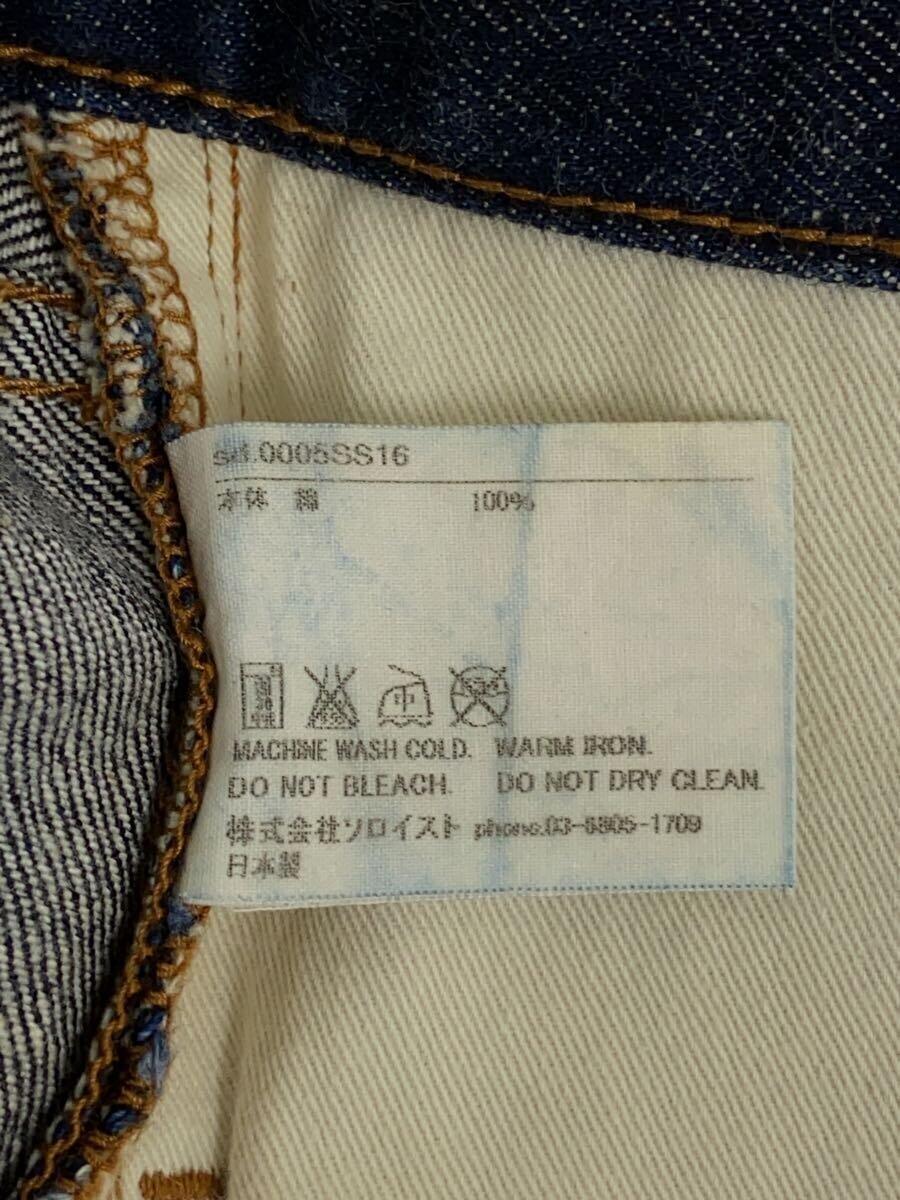 sd.0005SS16
本体 綿 100%
中
MACHINE WASH COLD. WARM IRON.
DO NOT BLEACH. DO NOT DRY CLEAN.
株式会社ソロイスト phone.03-6805-1709
日本製